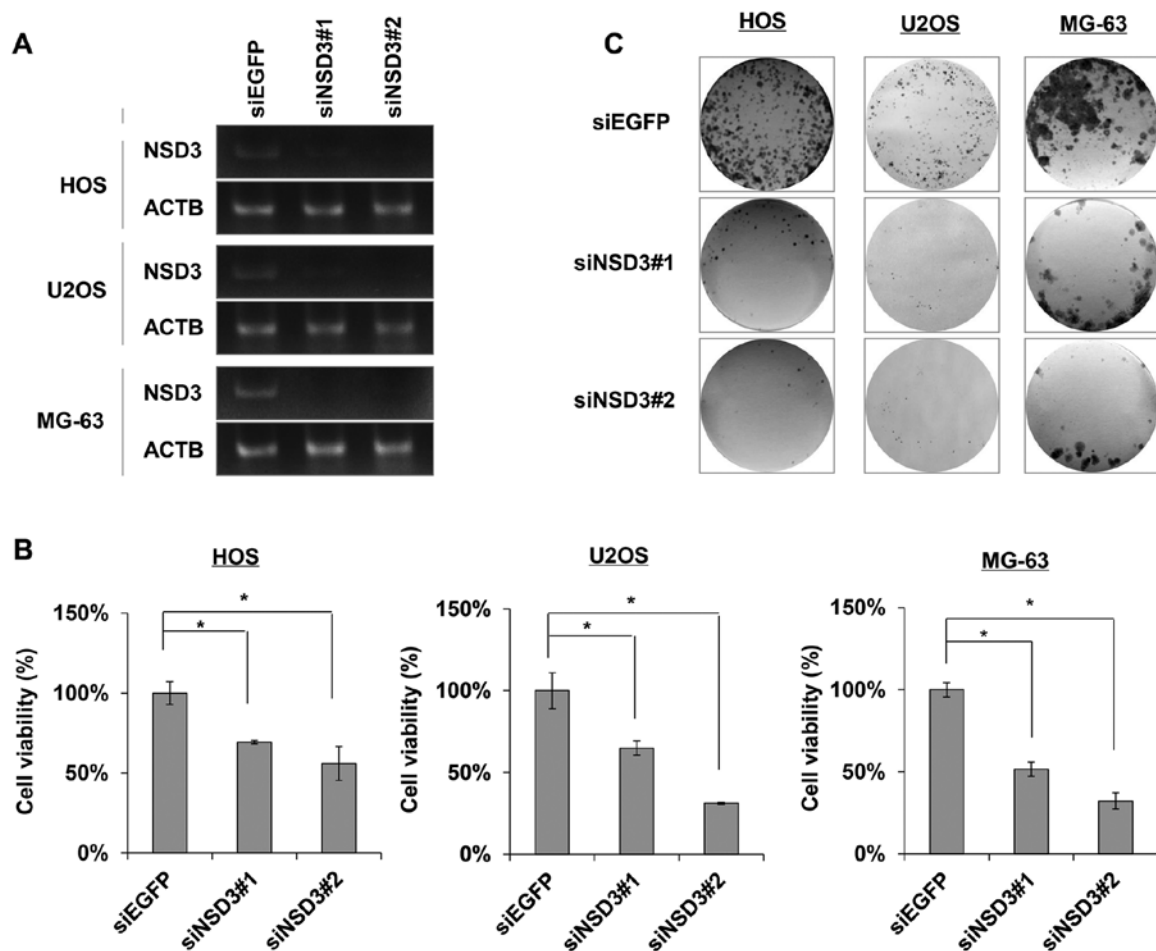 A
siEGFP
siNSD3#1
siNSD3#2
HOS
NSD3
ACTB
U2OS
NSD3
ACTB
MG-63
NSD3
ACTB
C
HOS U2OS MG-63
siEGFP
siNSD3#1
siNSD3#2
B
HOS
Cell viability (%)
150%
100%
50%
0%
*
*
siEGFP
siNSD3#1
siNSD3#2
U2OS
Cell viability (%)
150%
100%
50%
0%
*
*
siEGFP
siNSD3#1
siNSD3#2
MG-63
Cell viability (%)
150%
100%
50%
0%
*
*
siEGFP
siNSD3#1
siNSD3#2